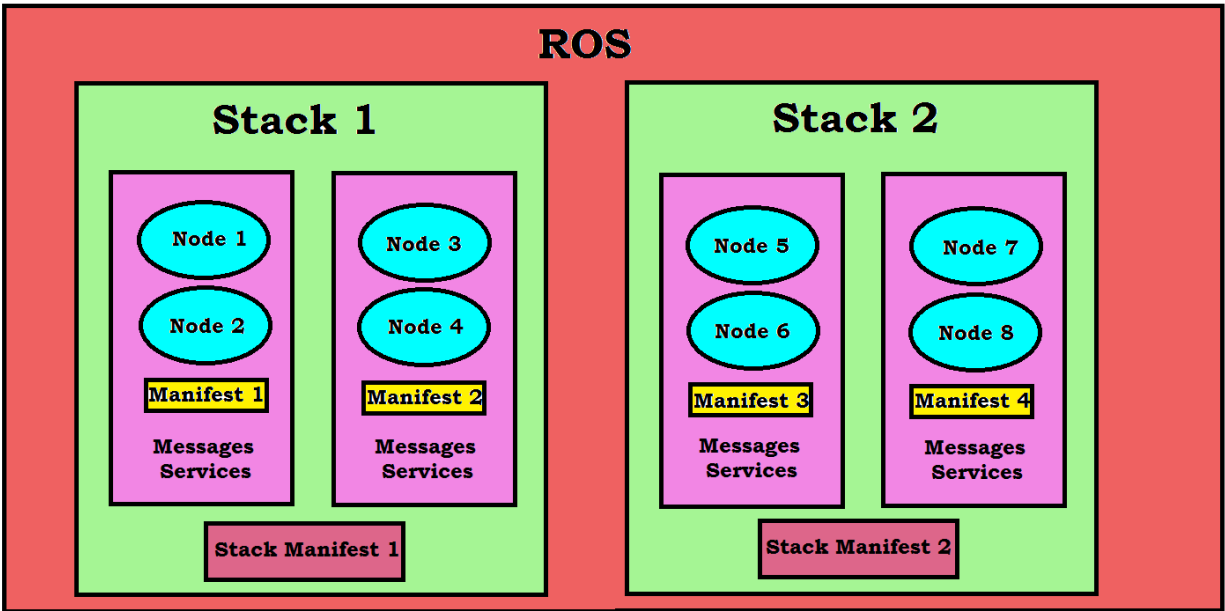 ROS
Stack 1
Node 1
Node 2
Manifest 1
Messages
Services
Node 3
Node 4
Manifest 2
Messages
Services
Stack Manifest 1
Stack 2
Node 5
Node 6
Manifest 3
Messages
Services
Node 7
Node 8
Manifest 4
Messages
Services
Stack Manifest 2